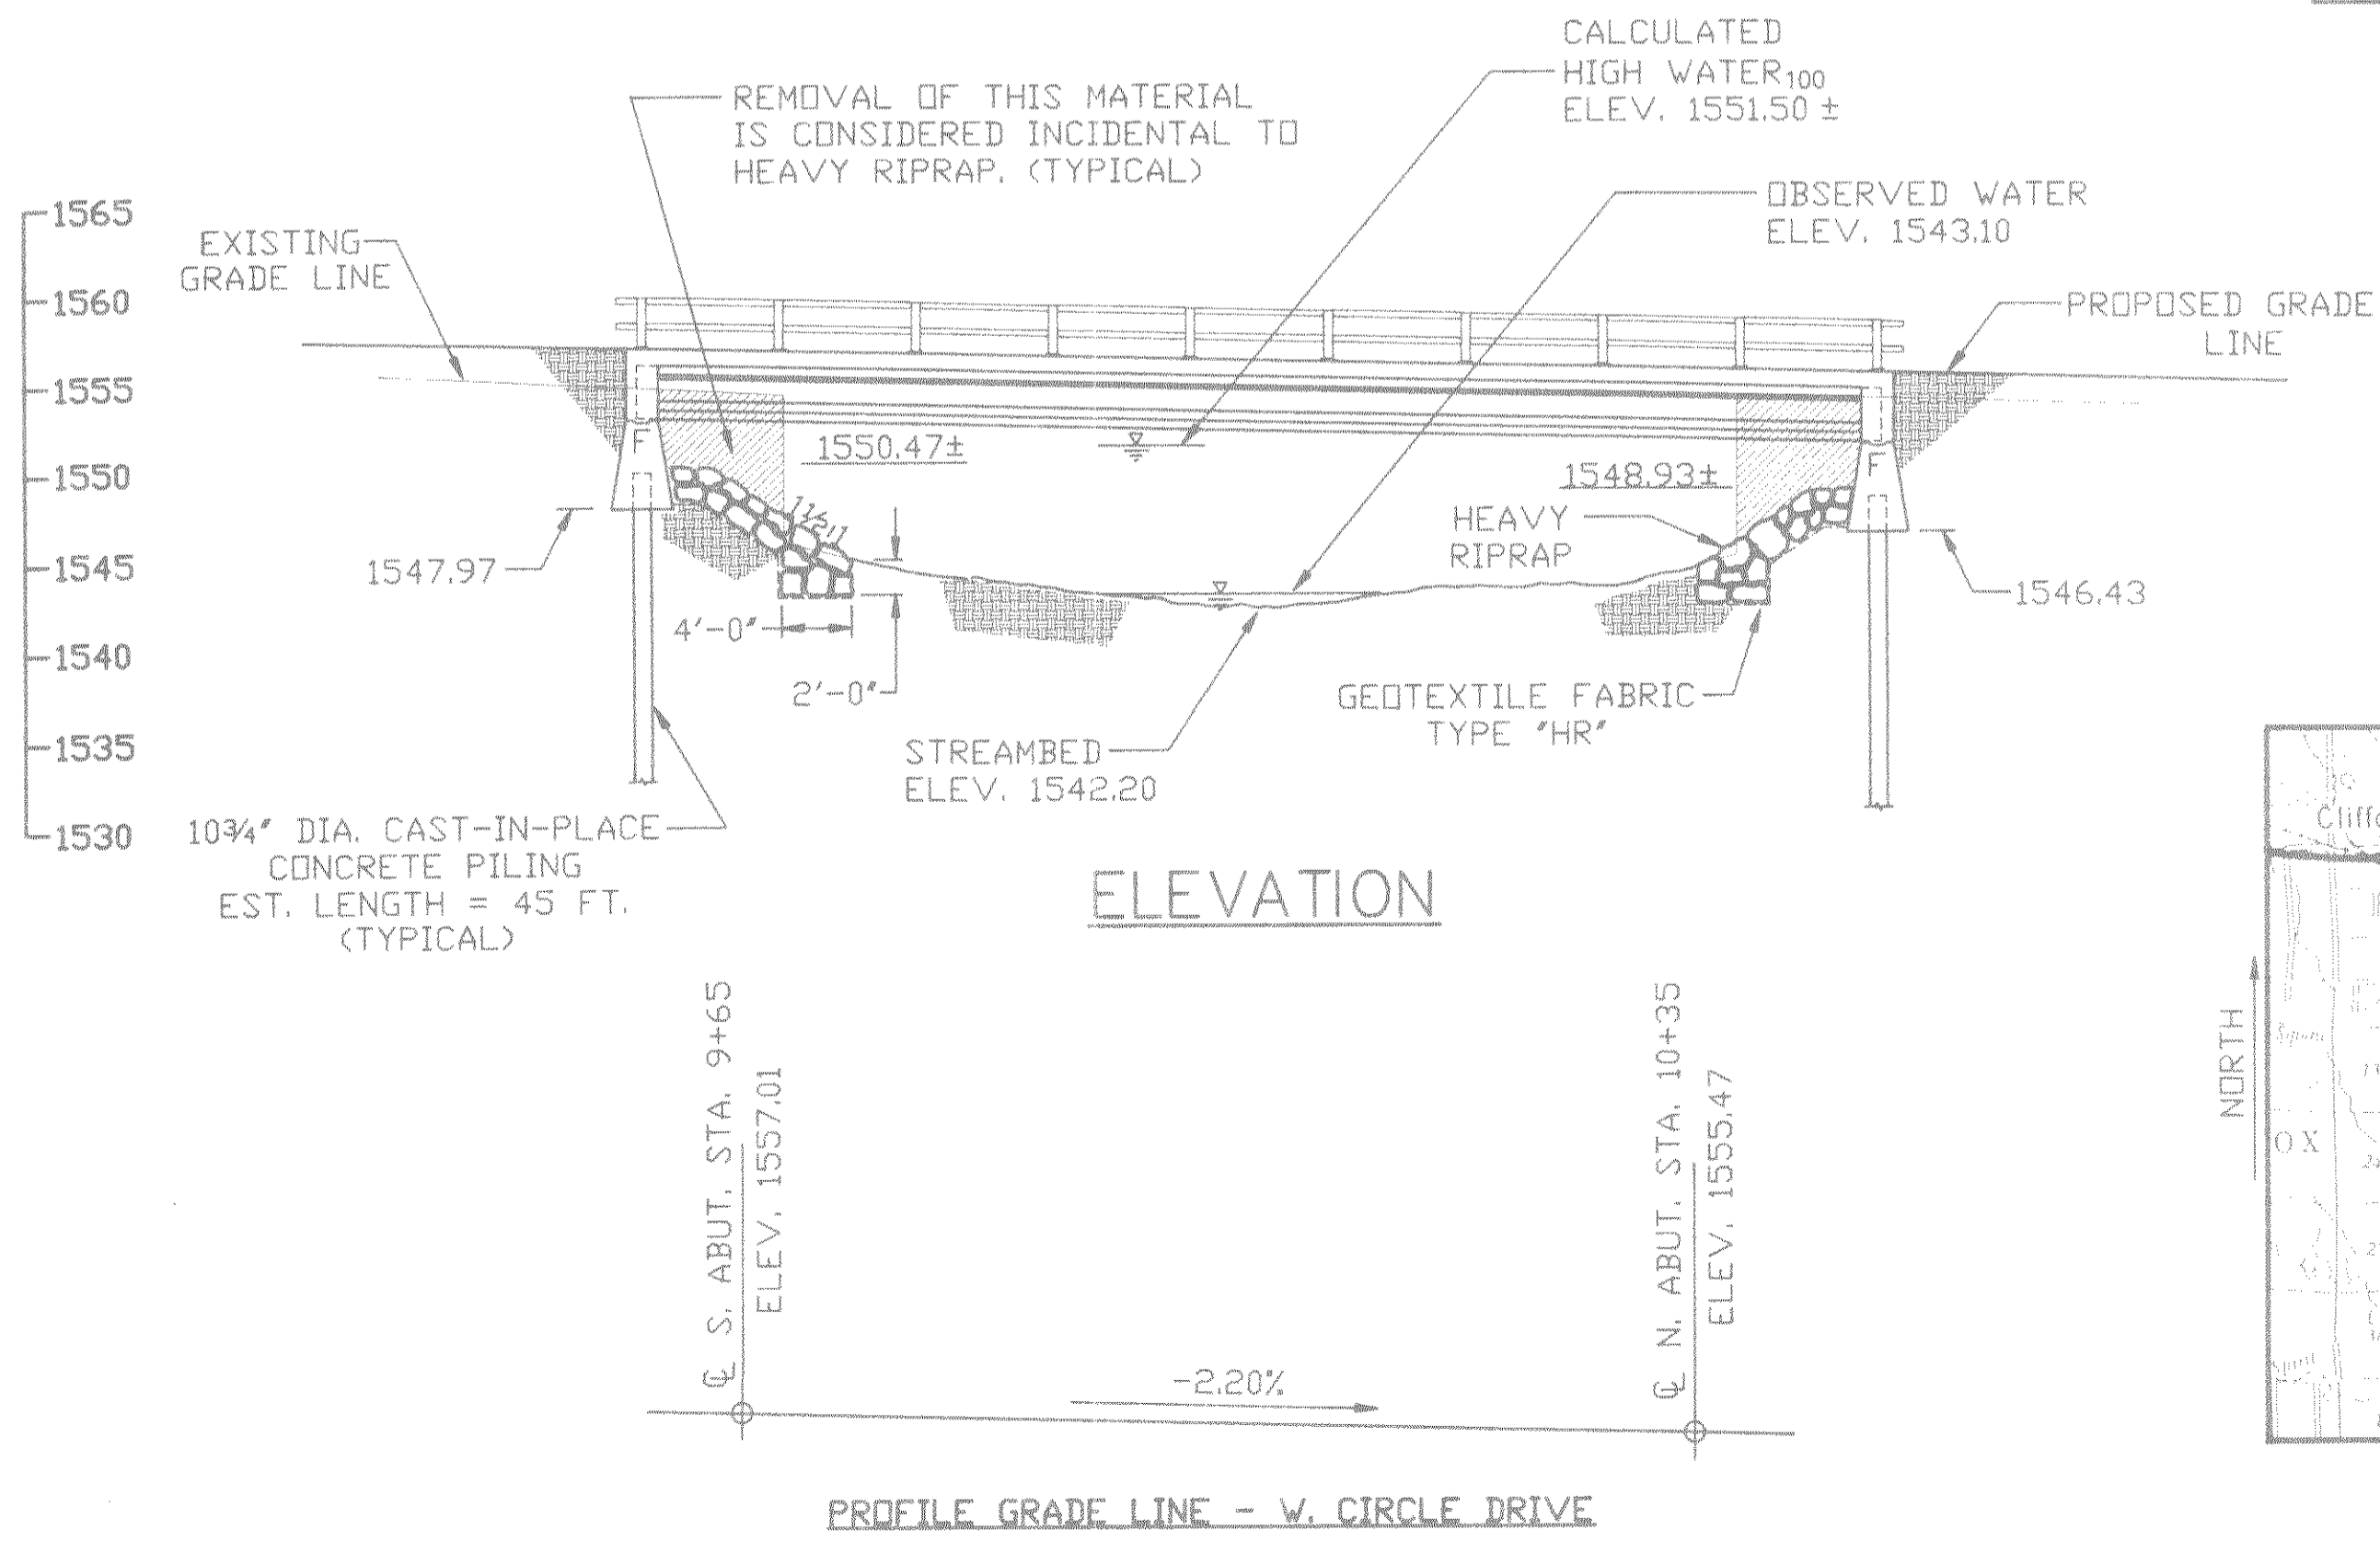 CALCULATED
HIGH WATER100
ELEV. 1551.50 ±
REMOVAL OF THIS MATERIAL
IS CONSIDERED INCIDENTAL TO
HEAVY RIPRAP. (TYPICAL)
OBSERVED WATER
ELEV. 1543.10
1565
1560
1555
1550
1545
1540
1535
1530
EXISTING
GRADE LINE
PROPOSED GRADE
LINE
F
1550.47±
1548.93±
F
HEAVY
RIPRAP
1547.97
1546.43
4'-0"
2'-0"
GEOTEXTILE FABRIC
TYPE "HR"
STREAMBED
ELEV. 1542.20
10¾" DIA. CAST-IN-PLACE
CONCRETE PILING
EST. LENGTH = 45 FT.
(TYPICAL)
ELEVATION
℄ S. ABUT. STA. 9+65
ELEV. 1557.01
℄ N. ABUT. STA. 10+35
ELEV. 1555.47
-2.20%
PROFILE GRADE LINE - W. CIRCLE DRIVE
NORTH
OX